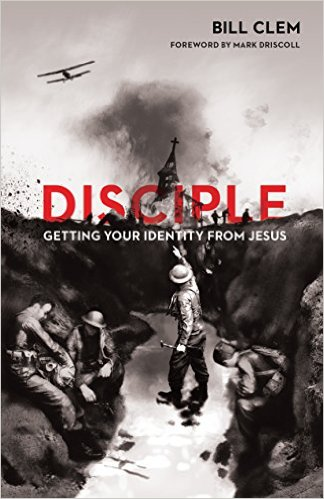 BILL CLEM
FOREWORD BY MARK DRISCOLL
DISCIPLE
GETTING YOUR IDENTITY FROM JESUS